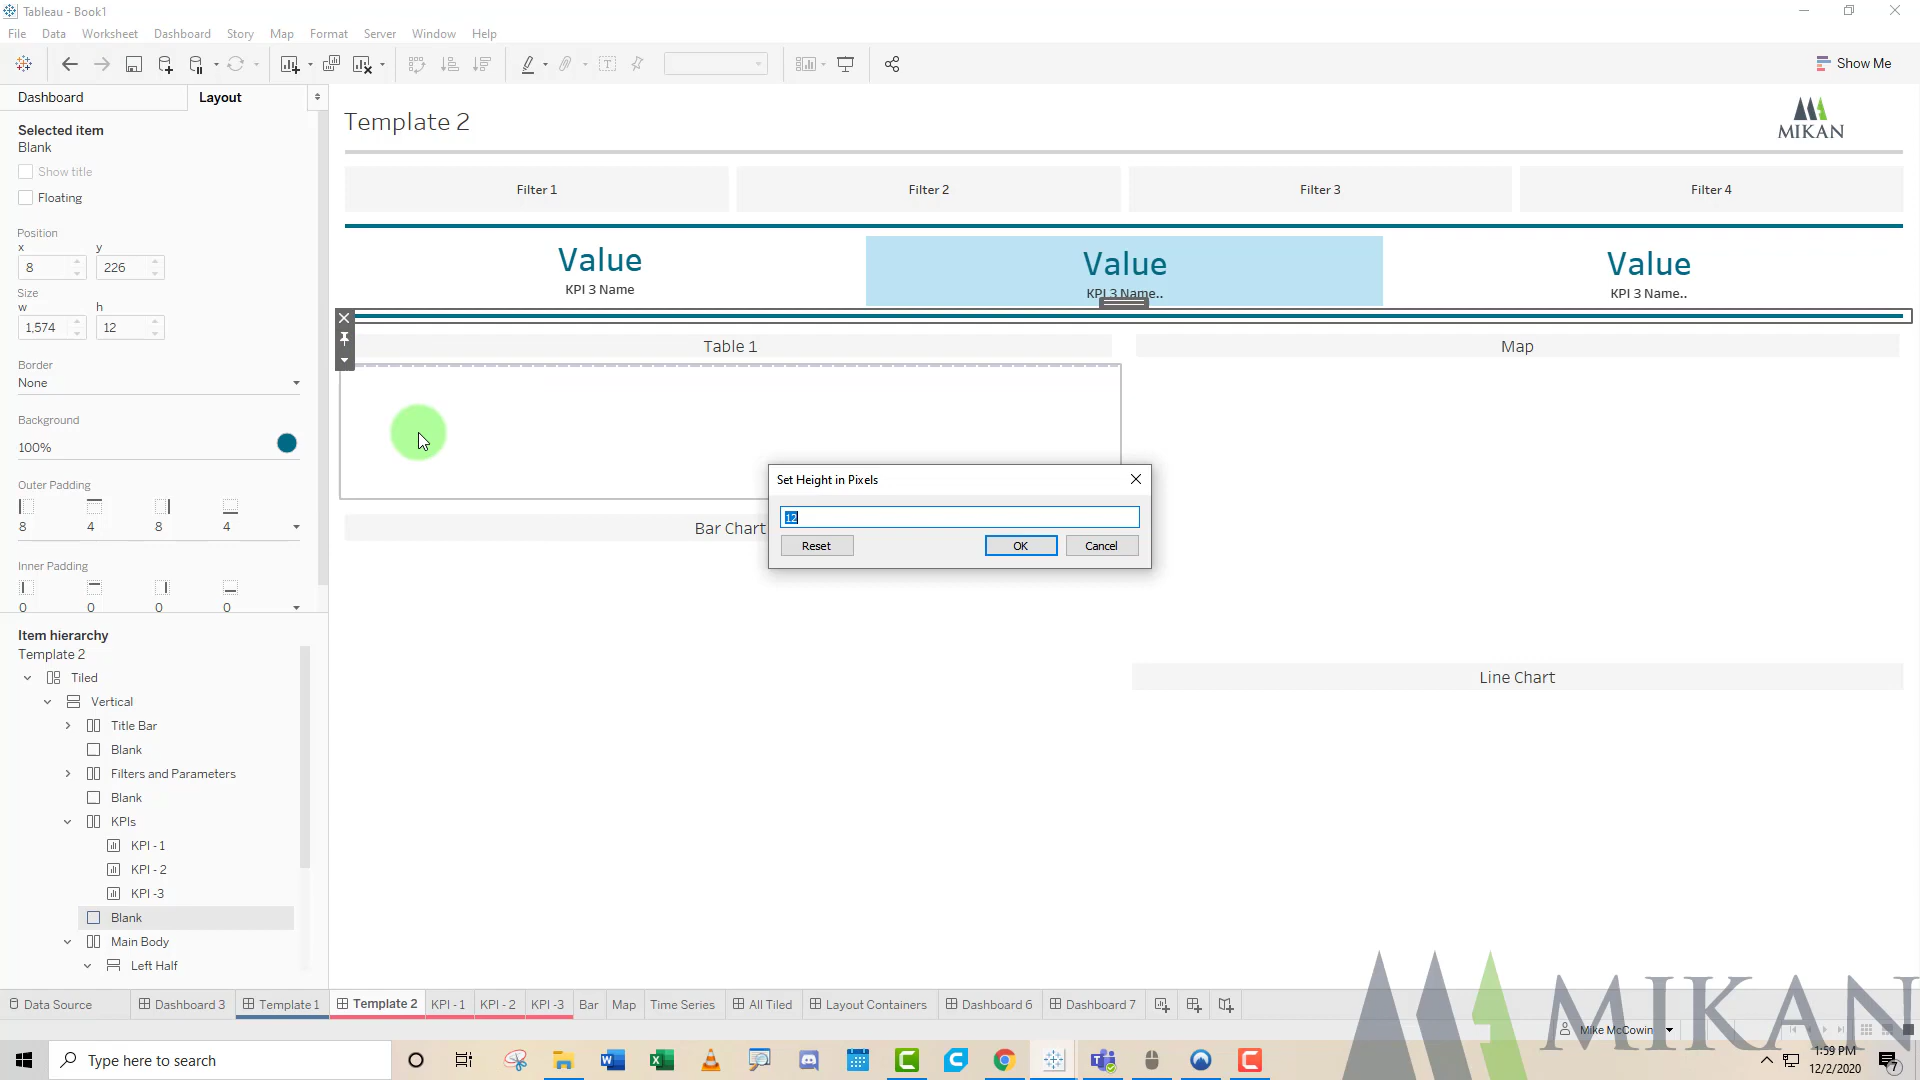 Tableau - Book1
File Data Worksheet Dashboard Story Map Format Server Window Help
Show Me
Dashboard Layout
Selected item
Blank
Show title
Floating
Position
x y
8 226
Size
w h
1,574 12
Border
None
Background
100%
Outer Padding
8 4 8 4
Inner Padding
0 0 0 0
Item hierarchy
Template 2
Tiled
Vertical
Title Bar
Blank
Filters and Parameters
Blank
KPIs
KPI - 1
KPI - 2
KPI -3
Blank
Main Body
Left Half
Template 2
MIKAN
Filter 1 Filter 2 Filter 3 Filter 4
Value Value Value
KPI 3 Name KPI 3 Name.. KPI 3 Name..
Table 1 Map
Set Height in Pixels
12
Reset OK Cancel
Bar Chart
Line Chart
Data Source Dashboard 3 Template 1 Template 2 KPI - 1 KPI - 2 KPI -3 Bar Map Time Series All Tiled Layout Containers Dashboard 6 Dashboard 7
MIKAN
Mike McCowin
Type here to search
1:59 PM
12/2/2020
7